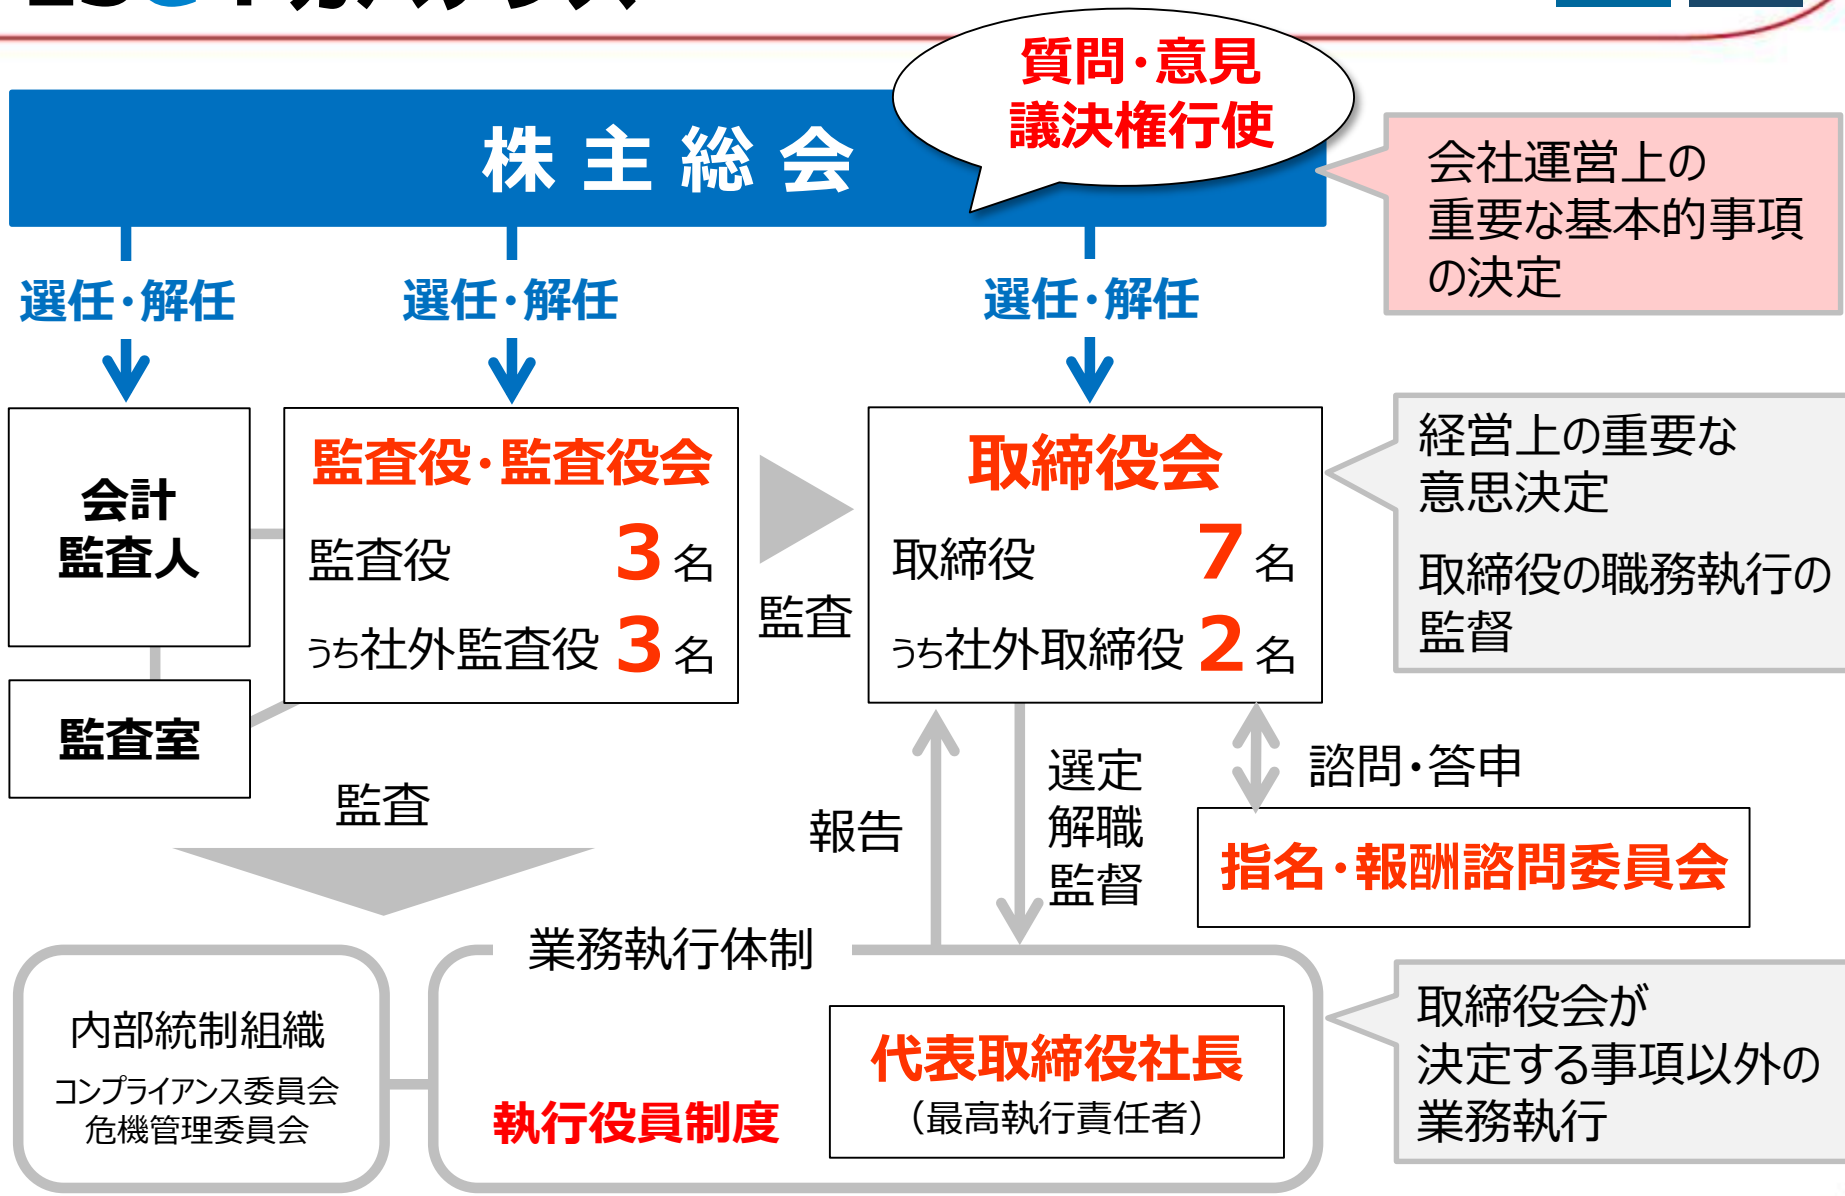 質問・意見
議決権行使
株主総会
会社運営上の
重要な基本的事項
の決定
選任・解任
選任・解任
選任・解任
会計
監査人
監査役・監査役会
監査役 3名
うち社外監査役 3名
監査
取締役会
取締役 7名
うち社外取締役 2名
経営上の重要な
意思決定
取締役の職務執行の
監督
監査室
監査
報告
選定
解職
監督
諮問・答申
指名・報酬諮問委員会
業務執行体制
内部統制組織
コンプライアンス委員会
危機管理委員会
執行役員制度
代表取締役社長
（最高執行責任者）
取締役会が
決定する事項以外の
業務執行